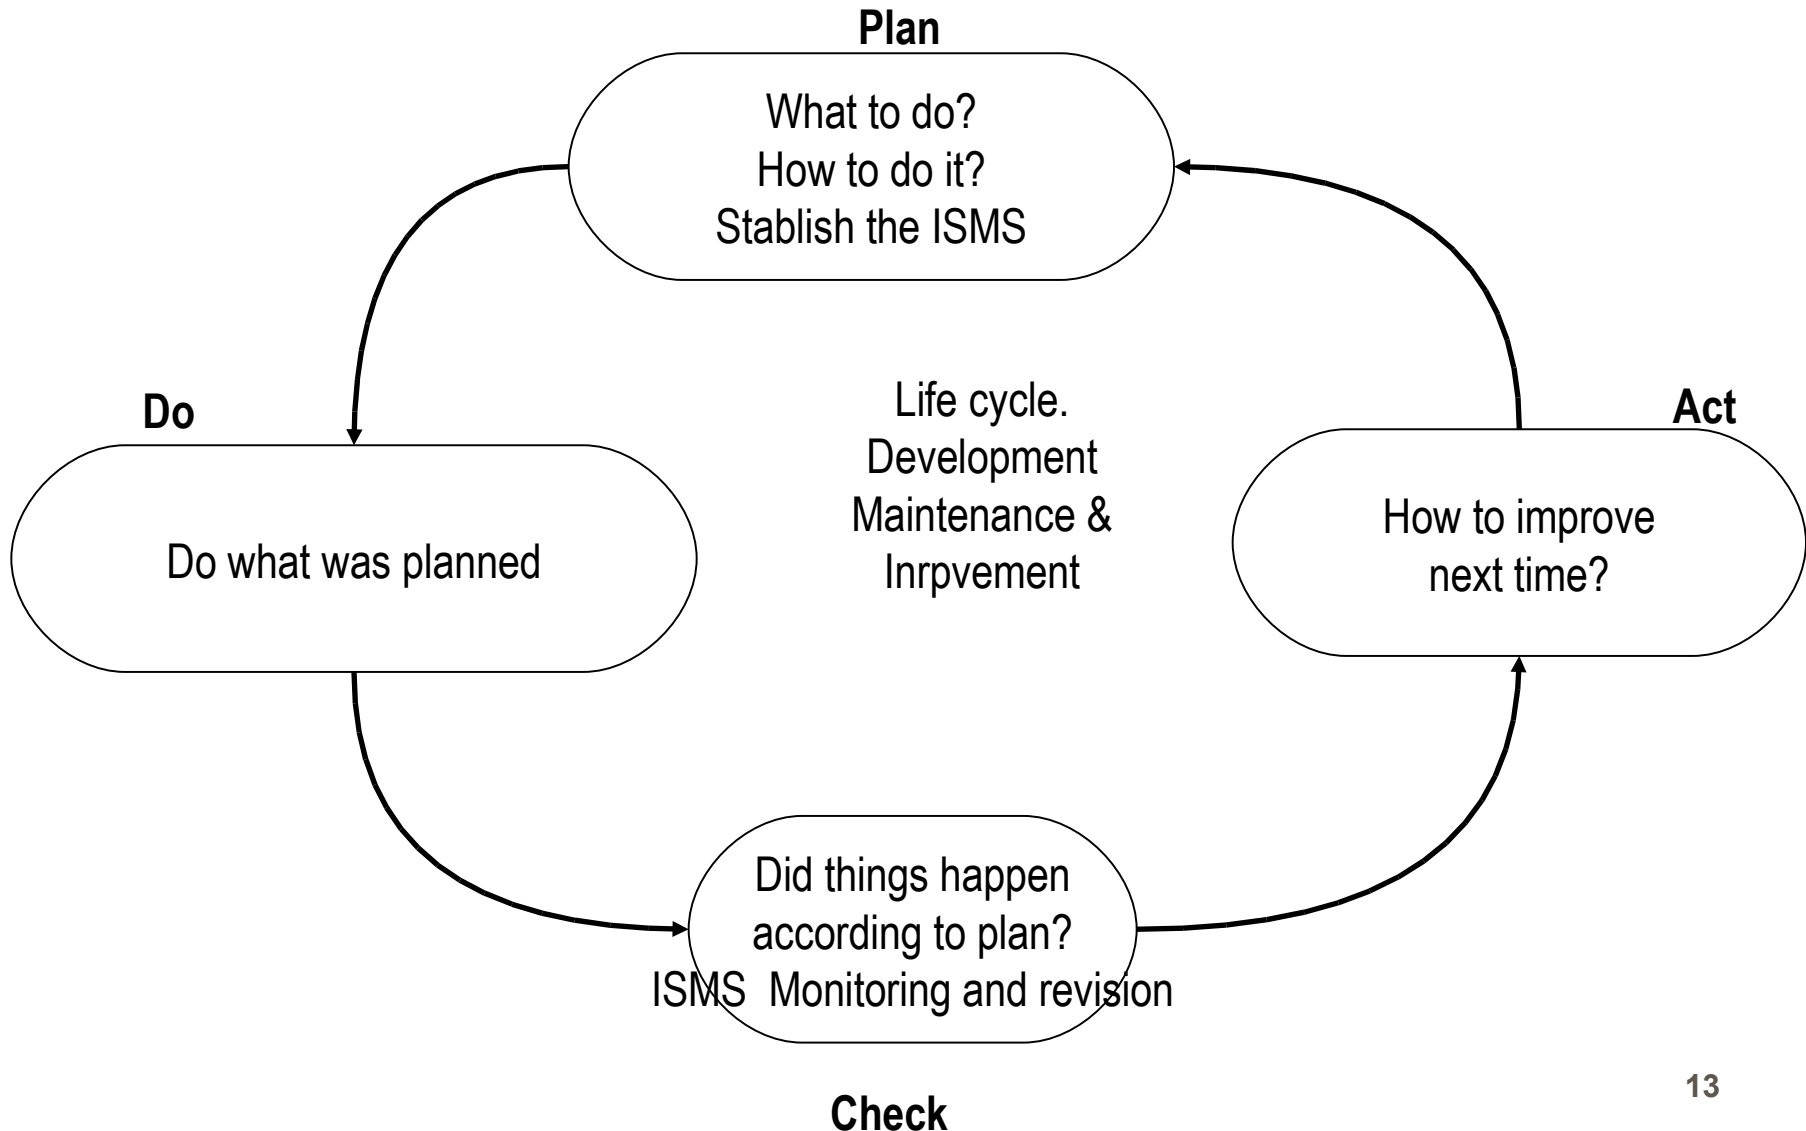 Plan
What to do?
How to do it?
Stablish the ISMS
Do
Do what was planned
Life cycle.
Development
Maintenance &
Inrpvement
Act
How to improve
next time?
Did things happen
according to plan?
ISMS Monitoring and revision
Check
13